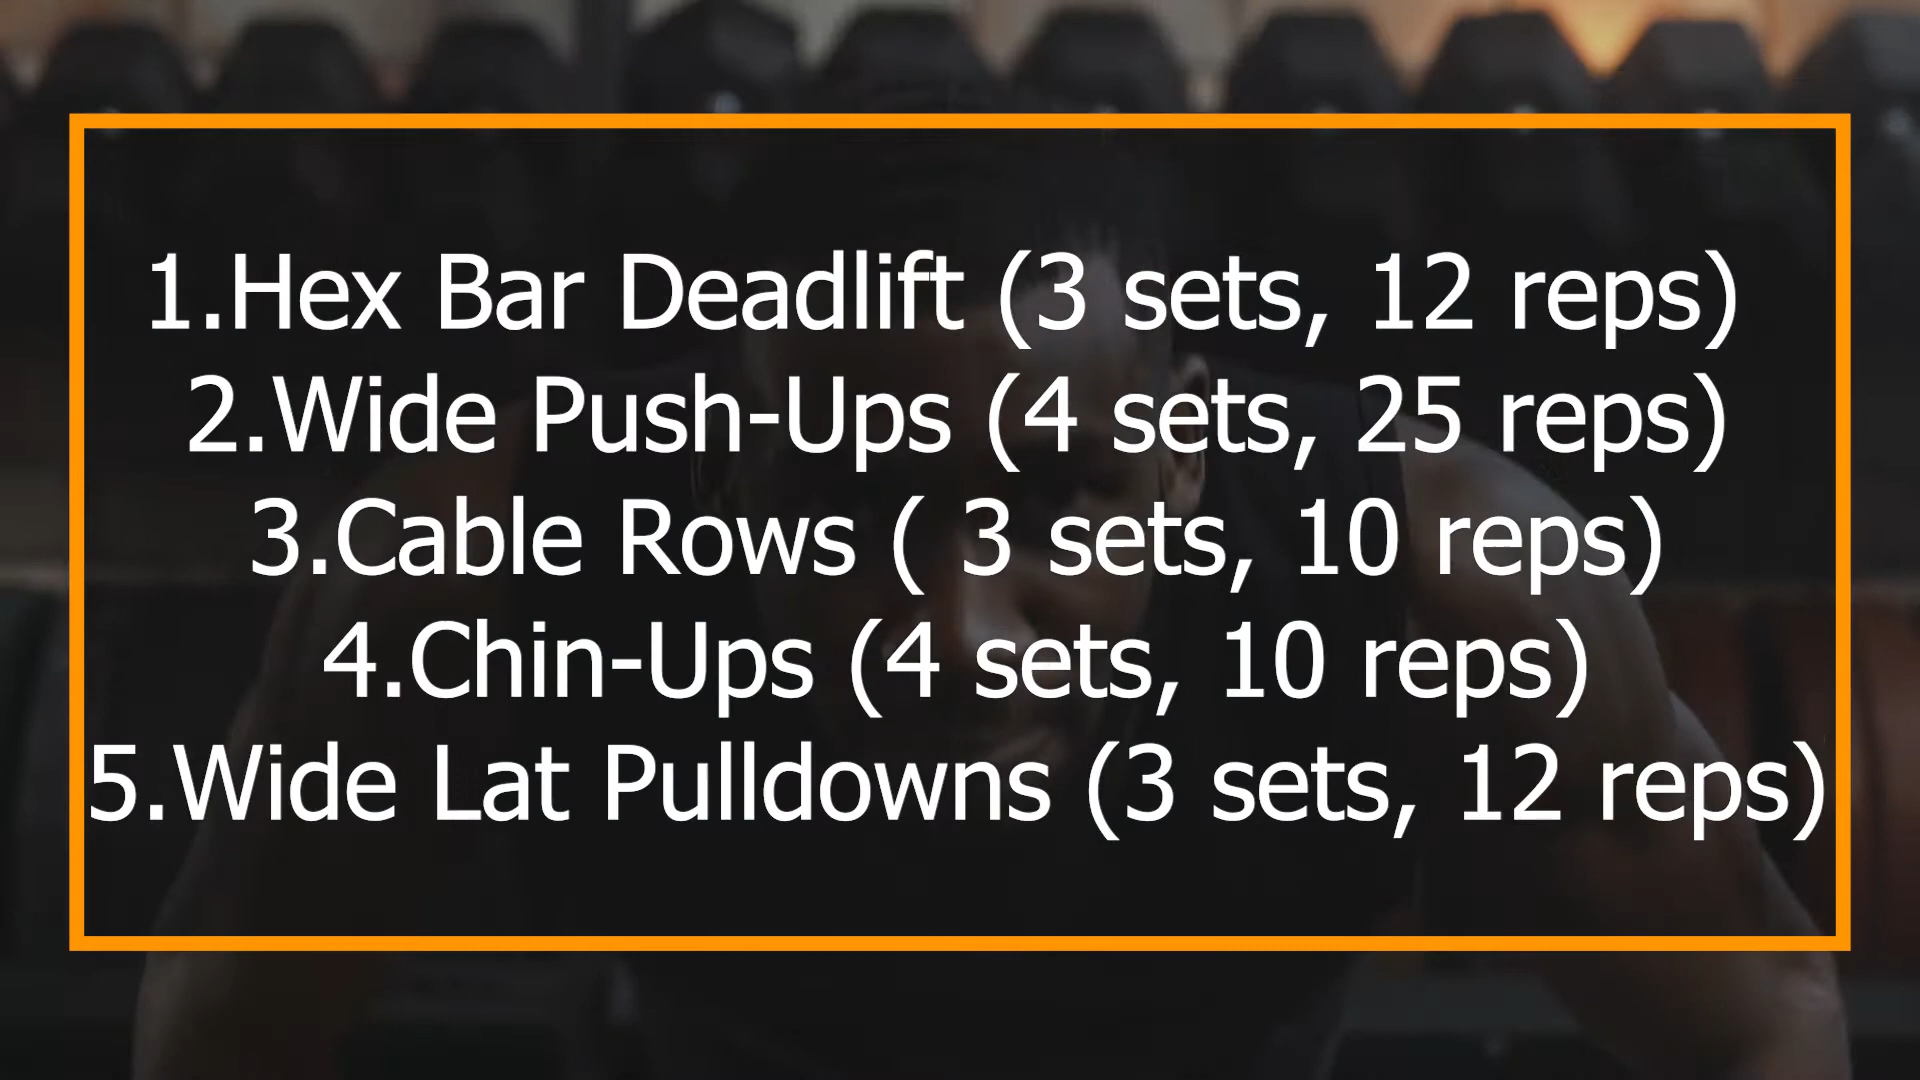 1.Hex Bar Deadlift (3 sets, 12 reps)
2.Wide Push-Ups (4 sets, 25 reps)
3.Cable Rows ( 3 sets, 10 reps)
4.Chin-Ups (4 sets, 10 reps)
5.Wide Lat Pulldowns (3 sets, 12 reps)